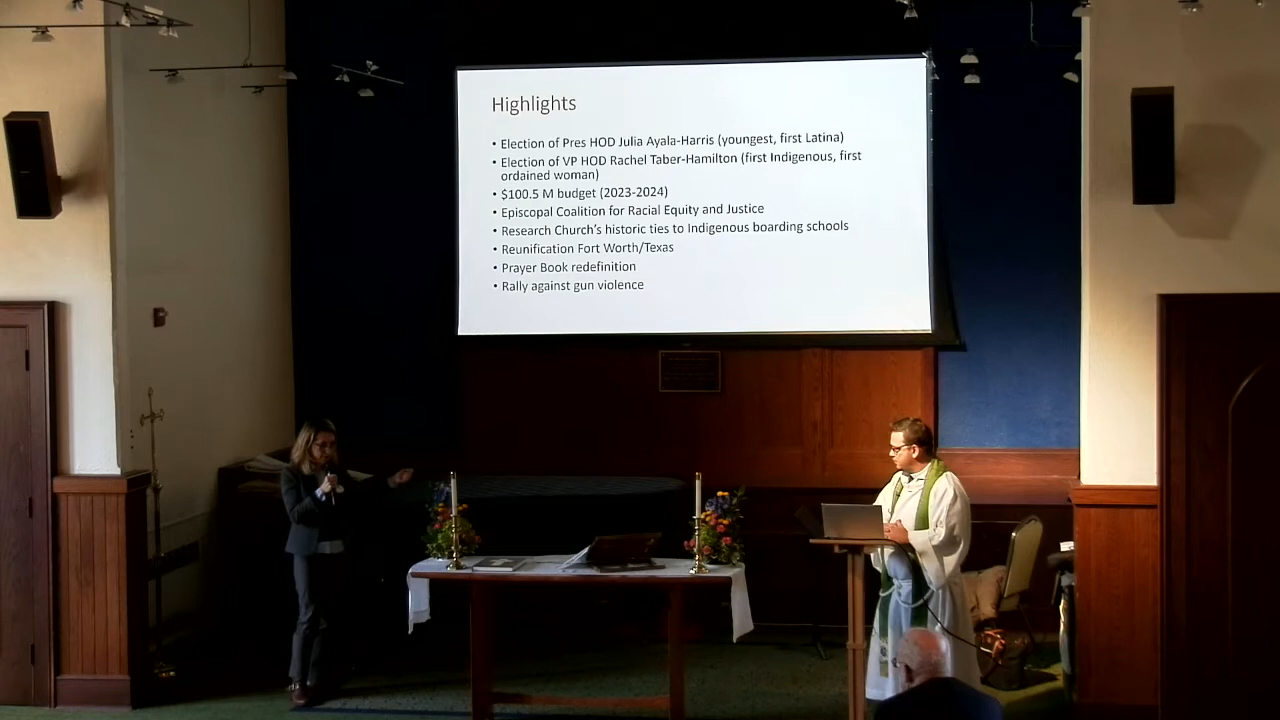 Highlights
• Election of Pres HOD Julia Ayala-Harris (youngest, first Latina)
• Election of VP HOD Rachel Taber-Hamilton (first Indigenous, first
ordained woman)
• $100.5 M budget (2023-2024)
• Episcopal Coalition for Racial Equity and Justice
• Research Church's historic ties to Indigenous boarding schools
• Reunification Fort Worth/Texas
• Prayer Book redefinition
• Rally against gun violence